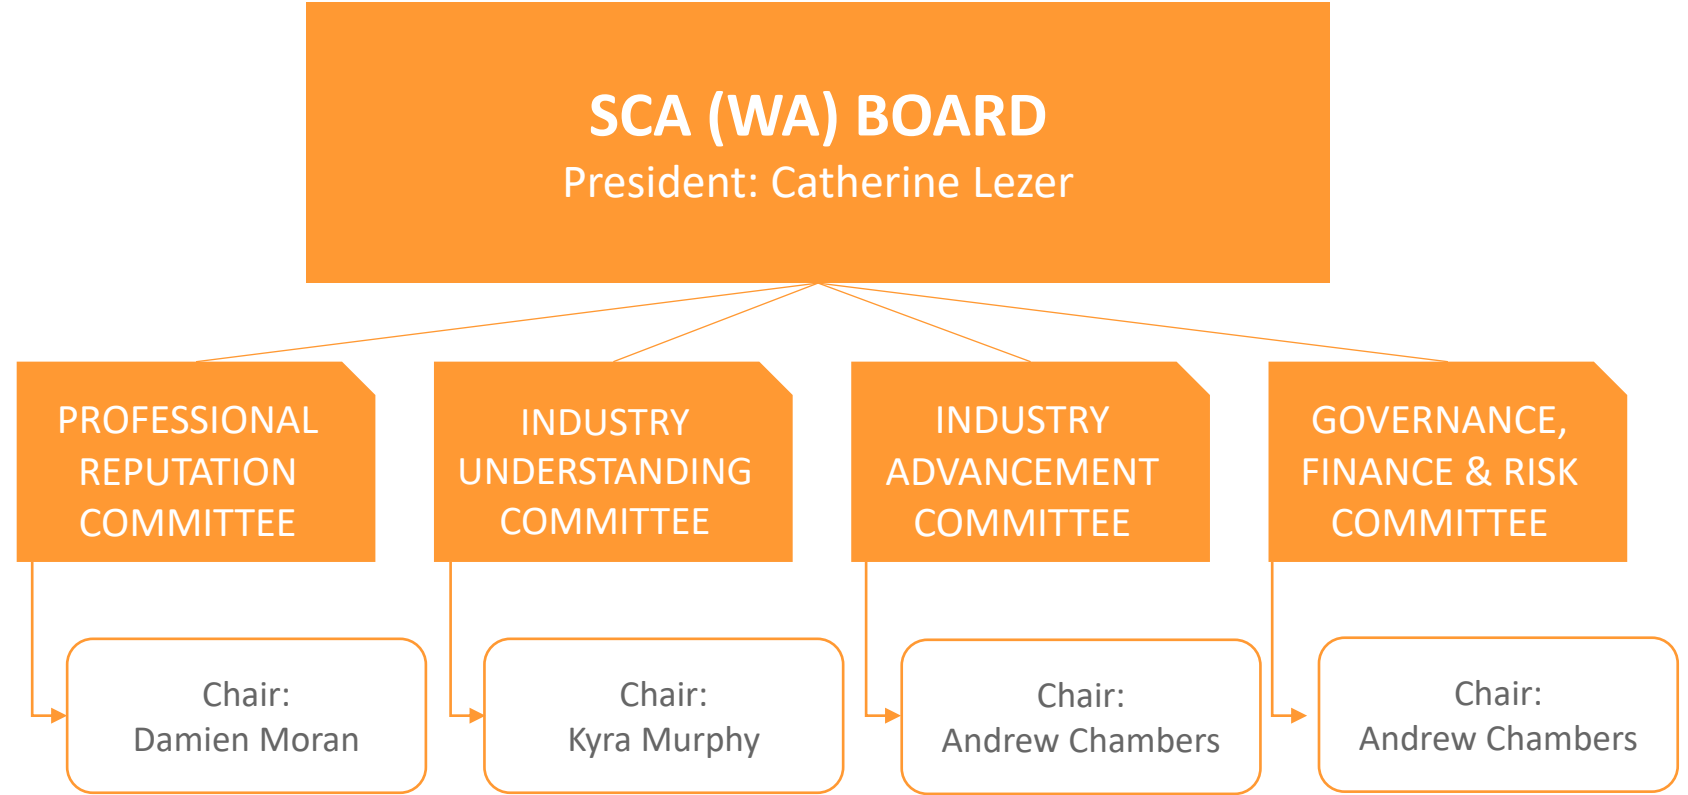 SCA (WA) BOARD
President: Catherine Lezer
PROFESSIONAL
REPUTATION
COMMITTEE
INDUSTRY
UNDERSTANDING
COMMITTEE
INDUSTRY
ADVANCEMENT
COMMITTEE
GOVERNANCE,
FINANCE & RISK
COMMITTEE
Chair:
Damien Moran
Chair:
Kyra Murphy
Chair:
Andrew Chambers
Chair:
Andrew Chambers